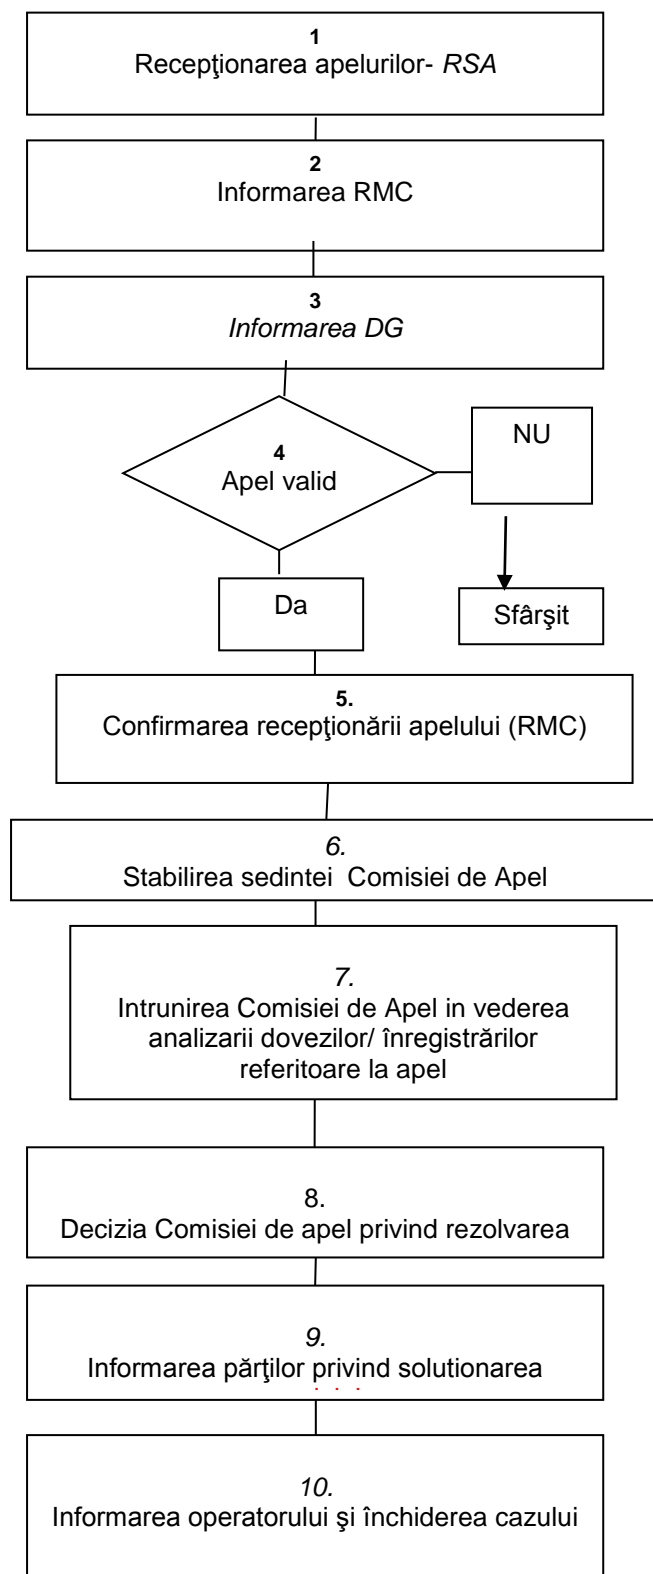 1
Recepţionarea apelurilor- RSA
2
Informarea RMC
3
Informarea DG
4
Apel valid
NU
Da
Sfârşit
5.
Confirmarea recepţionării apelului (RMC)
6.
Stabilirea sedintei Comisiei de Apel
7.
Intrunirea Comisiei de Apel in vederea
analizarii dovezilor/ înregistrărilor
referitoare la apel
8.
Decizia Comisiei de apel privind rezolvarea
9.
Informarea părţilor privind solutionarea
10.
Informarea operatorului şi închiderea cazului